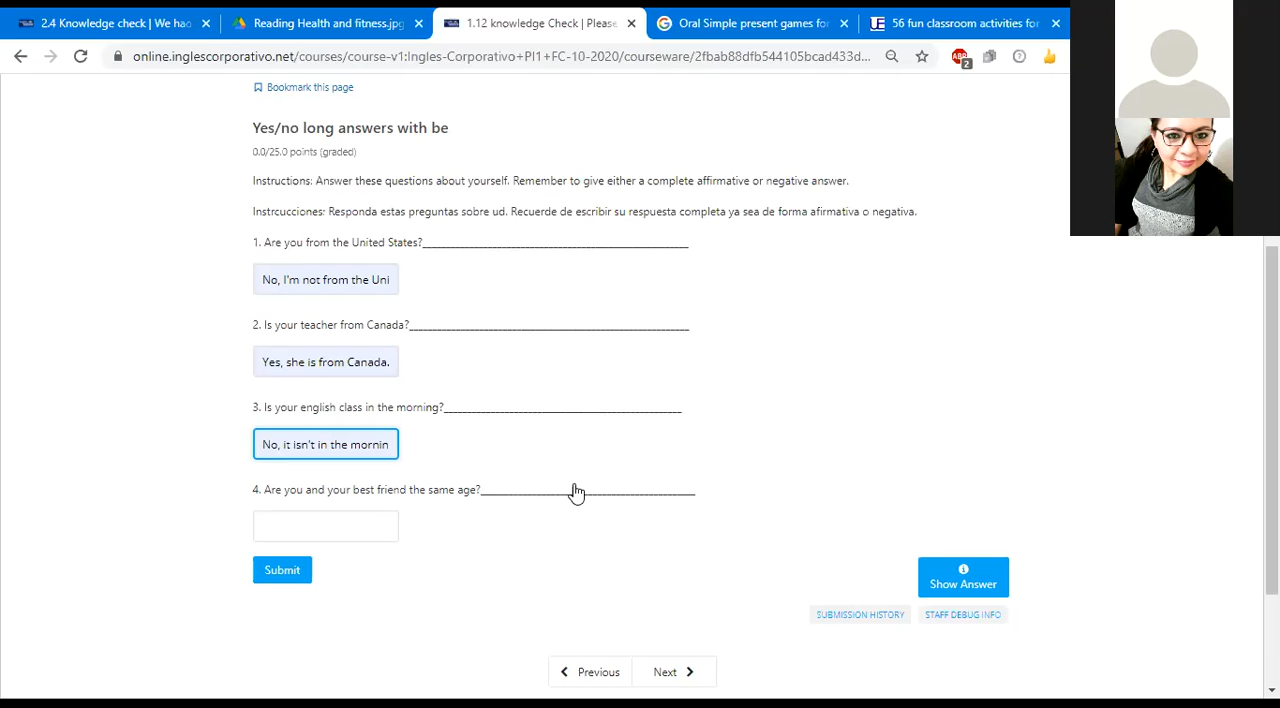 2.4 Knowledge check | We hac
Reading Health and fitness.jpg
1.12 knowledge Check | Please
Oral Simple present games for
56 fun classroom activities for
online.inglescorporativo.net/courses/course-v1:Ingles-Corporativo+PI1+FC-10-2020/courseware/2fbab88dfb544105bcad433d...
ABP
2
Bookmark this page
Yes/no long answers with be
0.0/25.0 points (graded)
Instructions: Answer these questions about yourself. Remember to give either a complete affirmative or negative answer.
Instrcucciones: Responda estas preguntas sobre ud. Recuerde de escribir su respuesta completa ya sea de forma afirmativa o negativa.
1. Are you from the United States?
No, I'm not from the Uni
2. Is your teacher from Canada?
Yes, she is from Canada.
3. Is your english class in the morning?
No, it isn't in the mornin
4. Are you and your best friend the same age?
Submit
Show Answer
SUBMISSION HISTORY
STAFF DEBUG INFO
Previous
Next